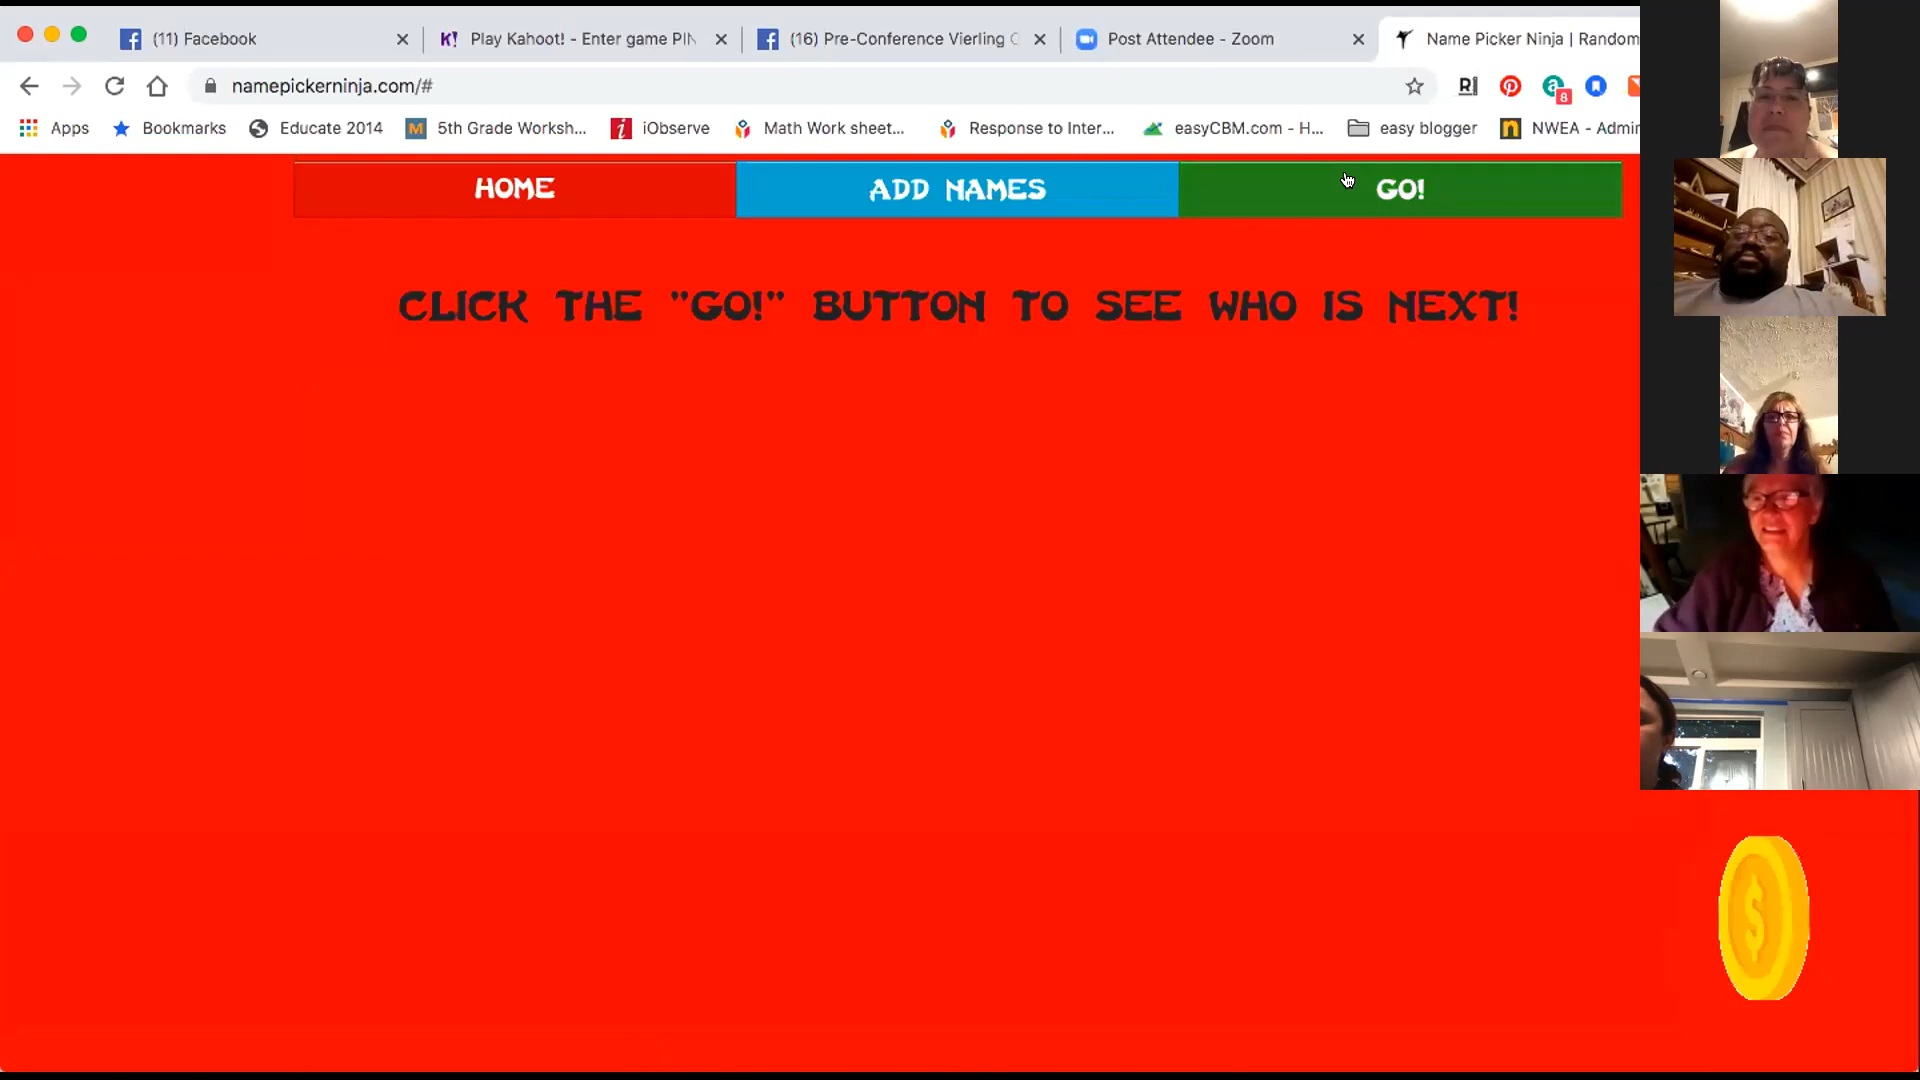 (11) Facebook
K! Play Kahoot! - Enter game PIN
(16) Pre-Conference Vierling
Post Attendee - Zoom
Name Picker Ninja | Random
namepickerninja.com/#
8
Apps
Bookmarks
Educate 2014
M 5th Grade Worksh...
i iObserve
Math Work sheet...
Response to Inter...
easyCBM.com - H...
easy blogger
n NWEA - Admin
HOME
ADD NAMES
GO!
CLICK THE "GO!" BUTTON TO SEE WHO IS NEXT!
$